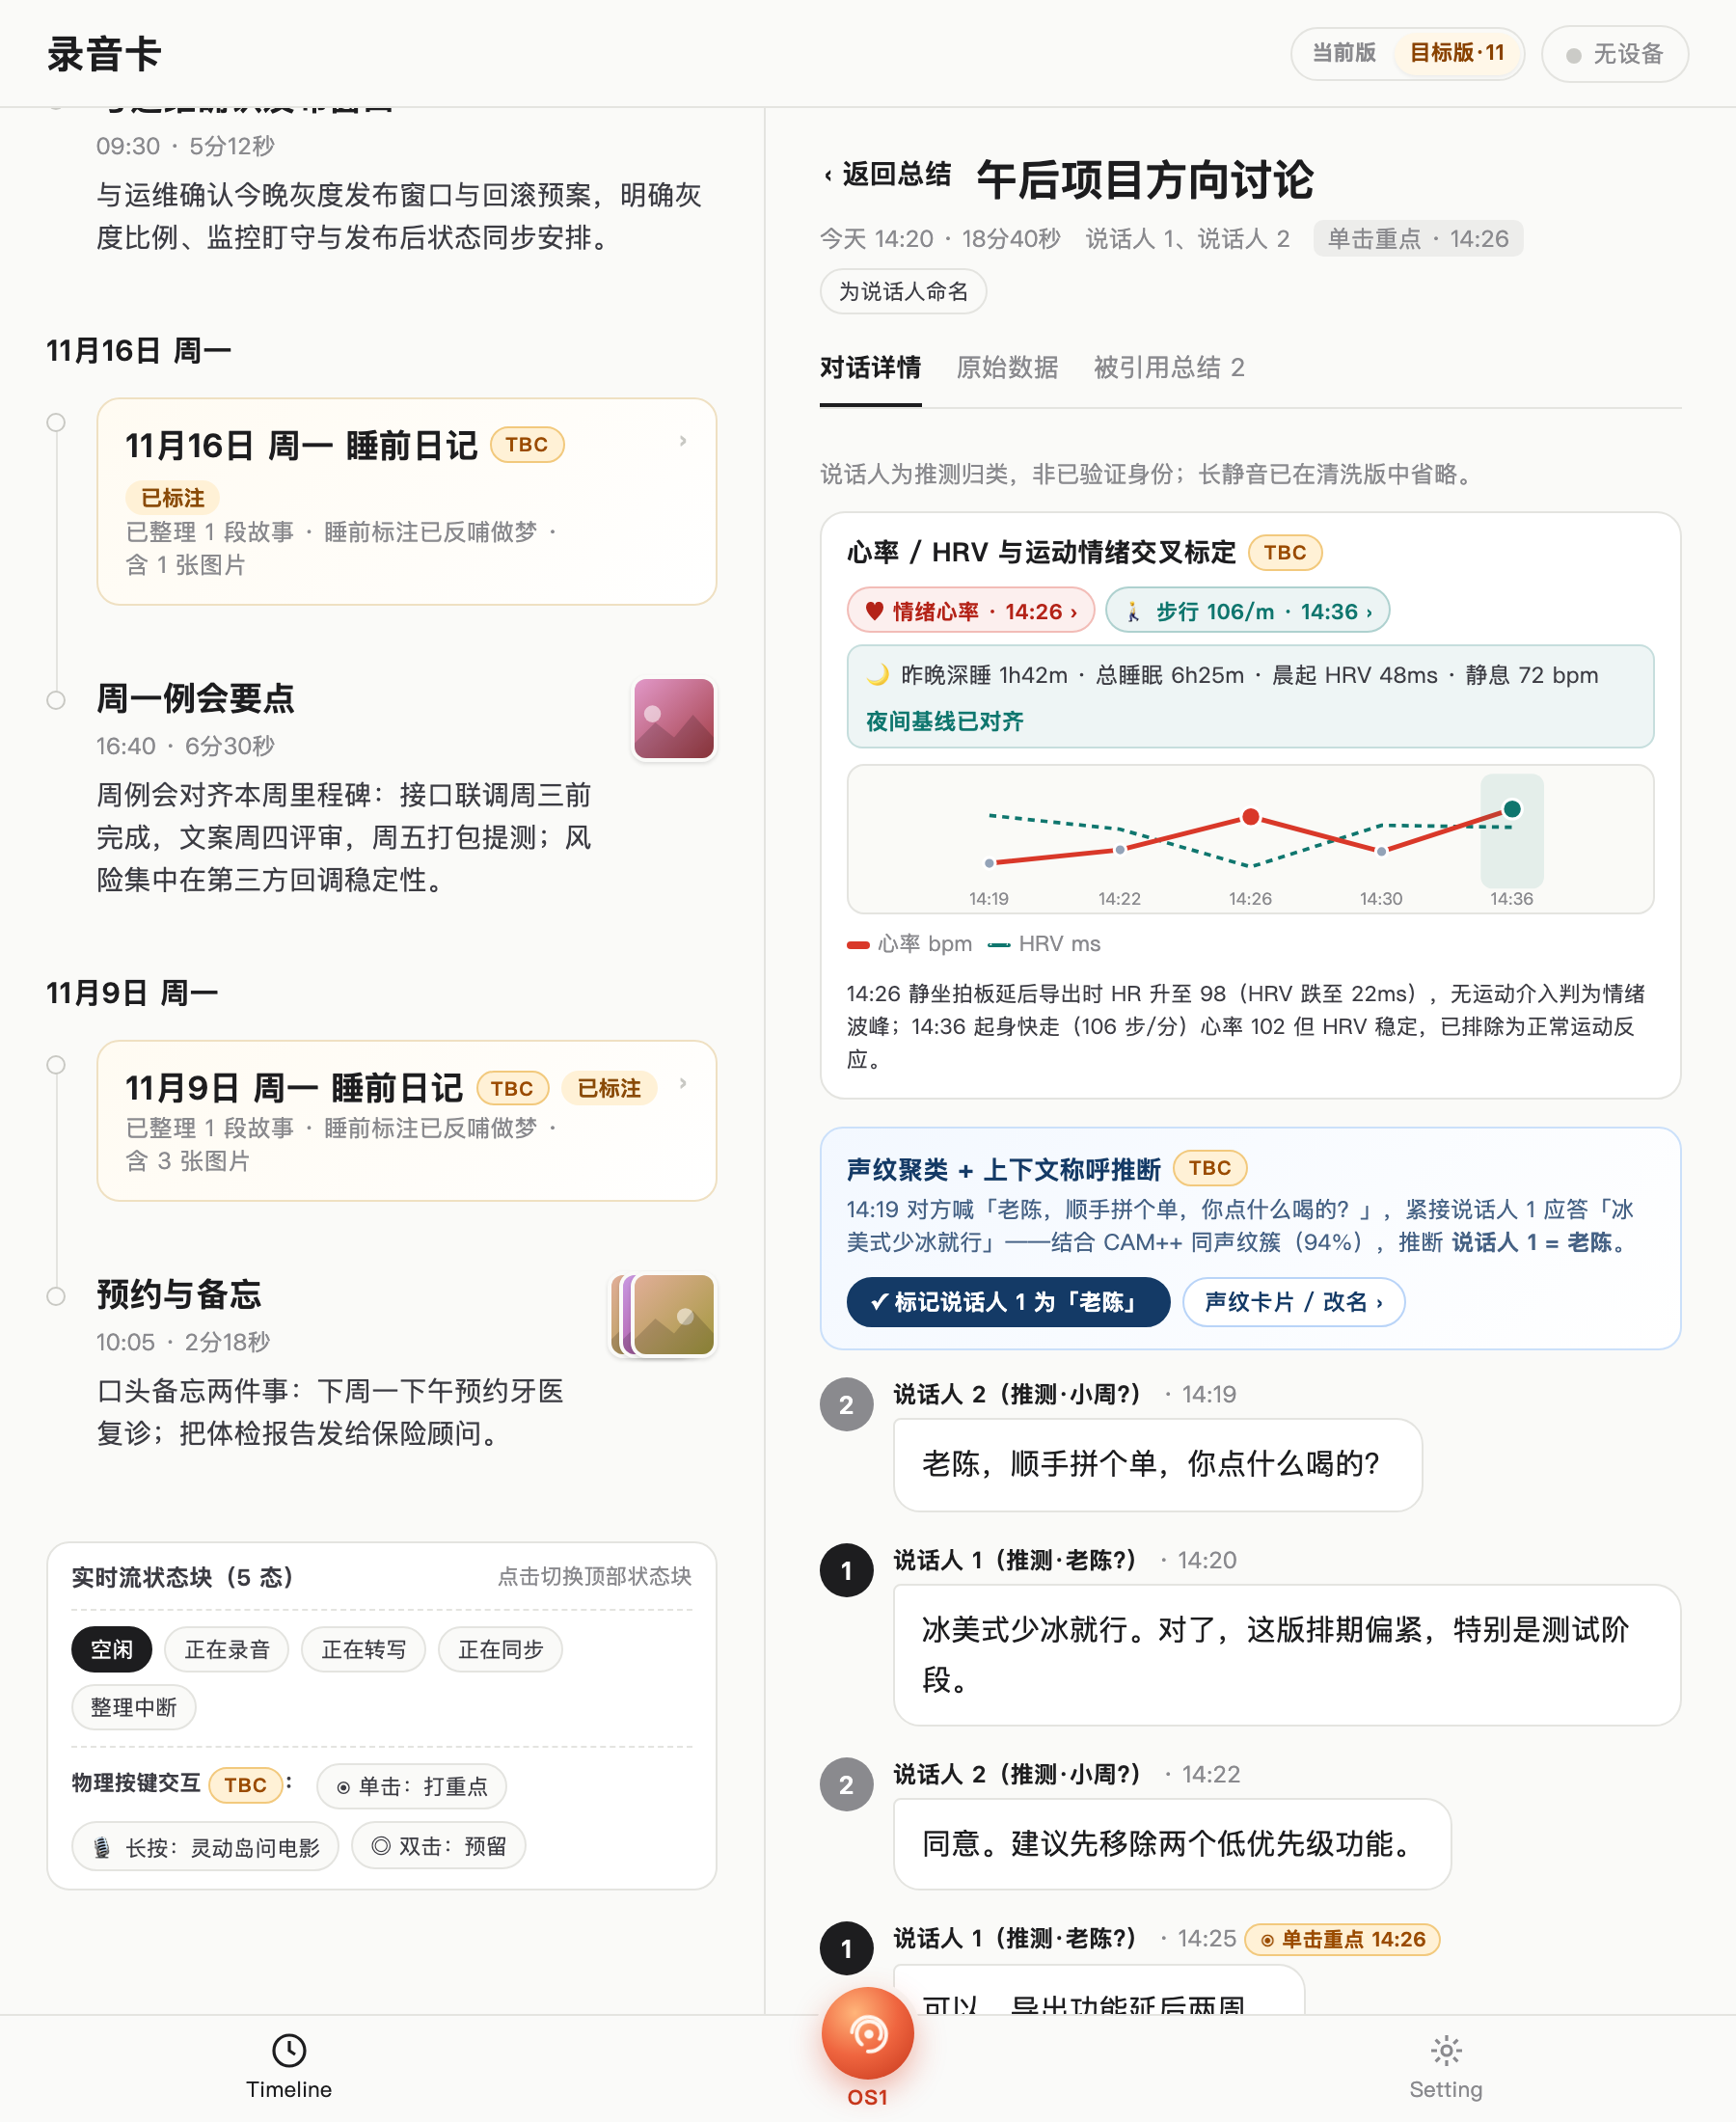 录音卡
当前版 目标版·11 无设备
09:30 · 5分12秒
与运维确认今晚灰度发布窗口与回滚预案，明确灰
度比例、监控盯守与发布后状态同步安排。
11月16日 周一
11月16日 周一 睡前日记 TBC ›
已标注
已整理 1 段故事 · 睡前标注已反哺做梦 ·
含 1 张图片
周一例会要点
16:40 · 6分30秒
周例会对齐本周里程碑：接口联调周三前
完成，文案周四评审，周五打包提测；风
险集中在第三方回调稳定性。
11月9日 周一
11月9日 周一 睡前日记 TBC 已标注 ›
已整理 1 段故事 · 睡前标注已反哺做梦 ·
含 3 张图片
预约与备忘
10:05 · 2分18秒
口头备忘两件事：下周一下午预约牙医
复诊；把体检报告发给保险顾问。
实时流状态块（5 态） 点击切换顶部状态块
空闲 正在录音 正在转写 正在同步
整理中断
物理按键交互 TBC ： ◉ 单击：打重点
🎙️ 长按：灵动岛问电影 ◎ 双击：预留
‹ 返回总结 午后项目方向讨论
今天 14:20 · 18分40秒 说话人 1、说话人 2 单击重点 · 14:26
为说话人命名
对话详情 原始数据 被引用总结 2
说话人为推测归类，非已验证身份；长静音已在清洗版中省略。
心率 / HRV 与运动情绪交叉标定 TBC
♥ 情绪心率 · 14:26 › 🚶 步行 106/m · 14:36 ›
🌙 昨晚深睡 1h42m · 总睡眠 6h25m · 晨起 HRV 48ms · 静息 72 bpm
夜间基线已对齐
14:19 14:22 14:26 14:30 14:36
心率 bpm HRV ms
14:26 静坐拍板延后导出时 HR 升至 98（HRV 跌至 22ms），无运动介入判为情绪
波峰；14:36 起身快走（106 步/分）心率 102 但 HRV 稳定，已排除为正常运动反
应。
声纹聚类 + 上下文称呼推断 TBC
14:19 对方喊「老陈，顺手拼个单，你点什么喝的？」，紧接说话人 1 应答「冰
美式少冰就行」——结合 CAM++ 同声纹簇（94%），推断 说话人 1 = 老陈。
✓ 标记说话人 1 为「老陈」 声纹卡片 / 改名 ›
2 说话人 2（推测·小周?） · 14:19
老陈，顺手拼个单，你点什么喝的？
1 说话人 1（推测·老陈?） · 14:20
冰美式少冰就行。对了，这版排期偏紧，特别是测试阶
段。
2 说话人 2（推测·小周?） · 14:22
同意。建议先移除两个低优先级功能。
1 说话人 1（推测·老陈?） · 14:25 ◉ 单击重点 14:26
可以，导出功能延后两周
Timeline OS1 Setting